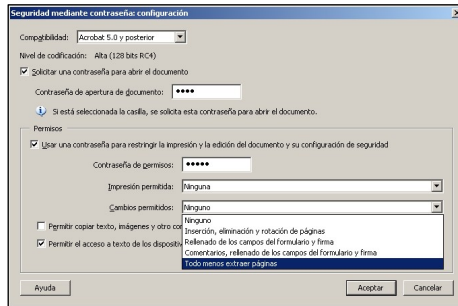 Seguridad mediante contraseña: configuración
Compatibilidad: Acrobat 5.0 y posterior
Nivel de codificación: Alta (128 bits RC4)
Solicitar una contraseña para abrir el documento
Contraseña de apertura de documento: ****
Si está seleccionada la casilla, se solicita esta contraseña para abrir el documento.
Permisos
Usar una contraseña para restringir la impresión y la edición del documento y su configuración de seguridad
Contraseña de permisos: *****
Impresión permitida: Ninguna
Cambios permitidos: Ninguno
Ninguno
Permitir copiar texto, imágenes y otro con
Inserción, eliminación y rotación de páginas
Rellenado de los campos del formulario y firma
Permitir el acceso a texto de los dispositiv
Comentarios, rellenado de los campos del formulario y firma
Todo menos extraer páginas
Ayuda
Aceptar
Cancelar